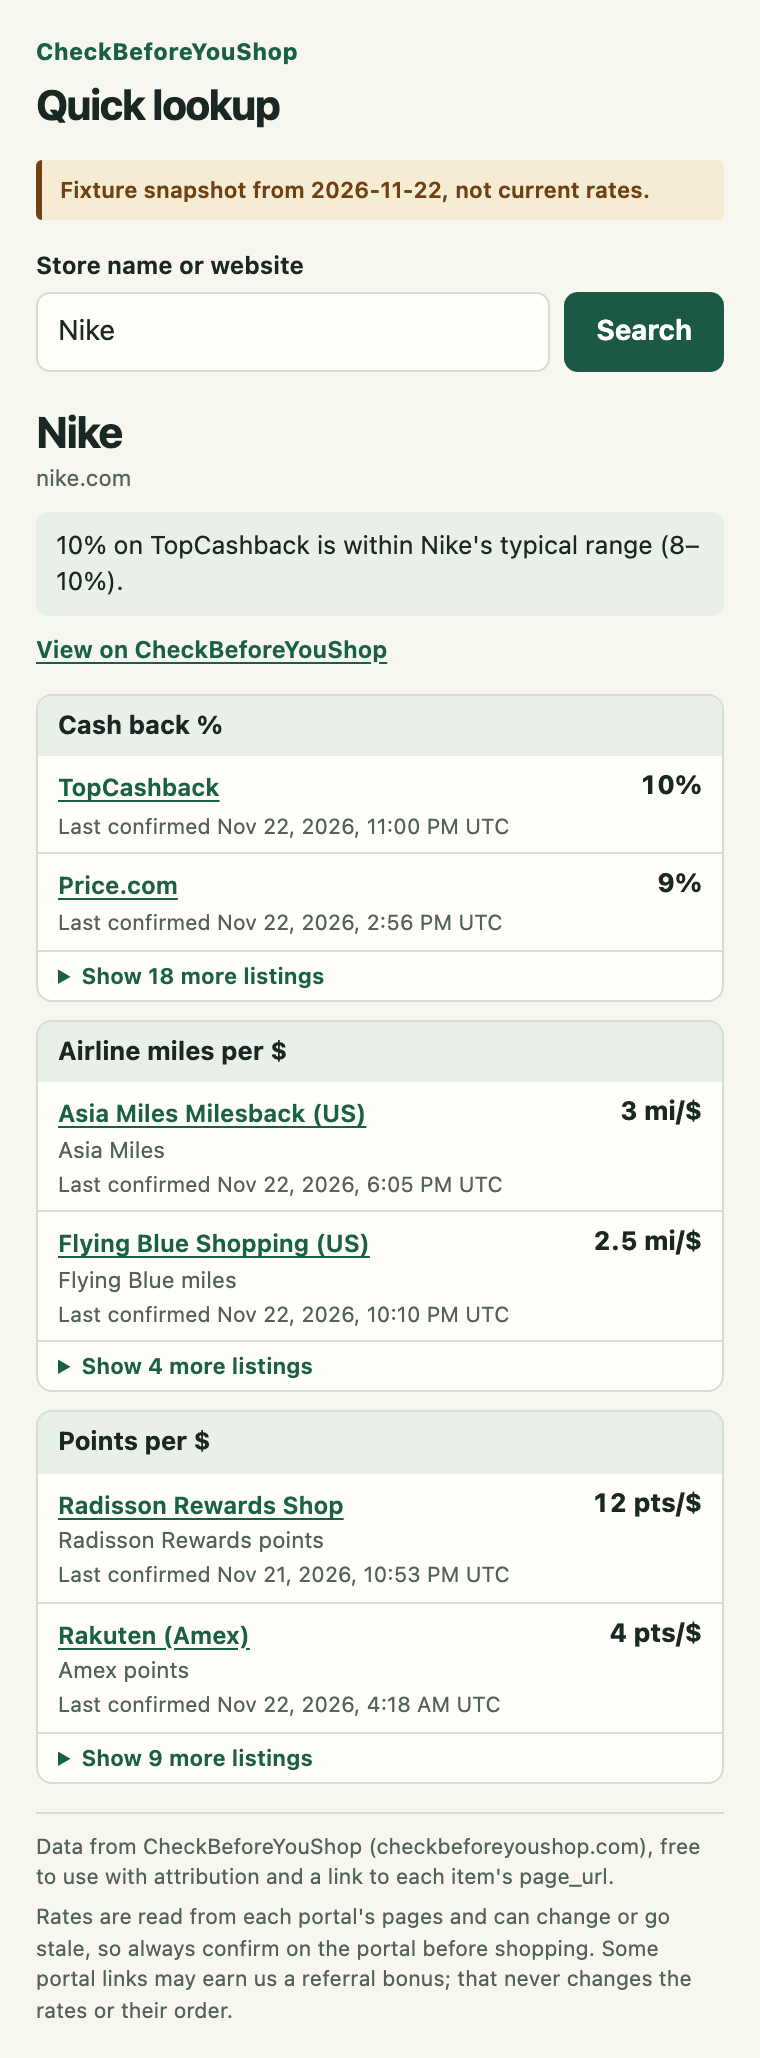 CheckBeforeYouShop
Quick lookup
Fixture snapshot from 2026-11-22, not current rates.
Store name or website
Nike
Search
Nike
nike.com
10% on TopCashback is within Nike's typical range (8–
10%).
View on CheckBeforeYouShop
Cash back %
TopCashback 10%
Last confirmed Nov 22, 2026, 11:00 PM UTC
Price.com 9%
Last confirmed Nov 22, 2026, 2:56 PM UTC
Show 18 more listings
Airline miles per $
Asia Miles Milesback (US) 3 mi/$
Asia Miles
Last confirmed Nov 22, 2026, 6:05 PM UTC
Flying Blue Shopping (US) 2.5 mi/$
Flying Blue miles
Last confirmed Nov 22, 2026, 10:10 PM UTC
Show 4 more listings
Points per $
Radisson Rewards Shop 12 pts/$
Radisson Rewards points
Last confirmed Nov 21, 2026, 10:53 PM UTC
Rakuten (Amex) 4 pts/$
Amex points
Last confirmed Nov 22, 2026, 4:18 AM UTC
Show 9 more listings
Data from CheckBeforeYouShop (checkbeforeyoushop.com), free
to use with attribution and a link to each item's page_url.
Rates are read from each portal's pages and can change or go
stale, so always confirm on the portal before shopping. Some
portal links may earn us a referral bonus; that never changes the
rates or their order.